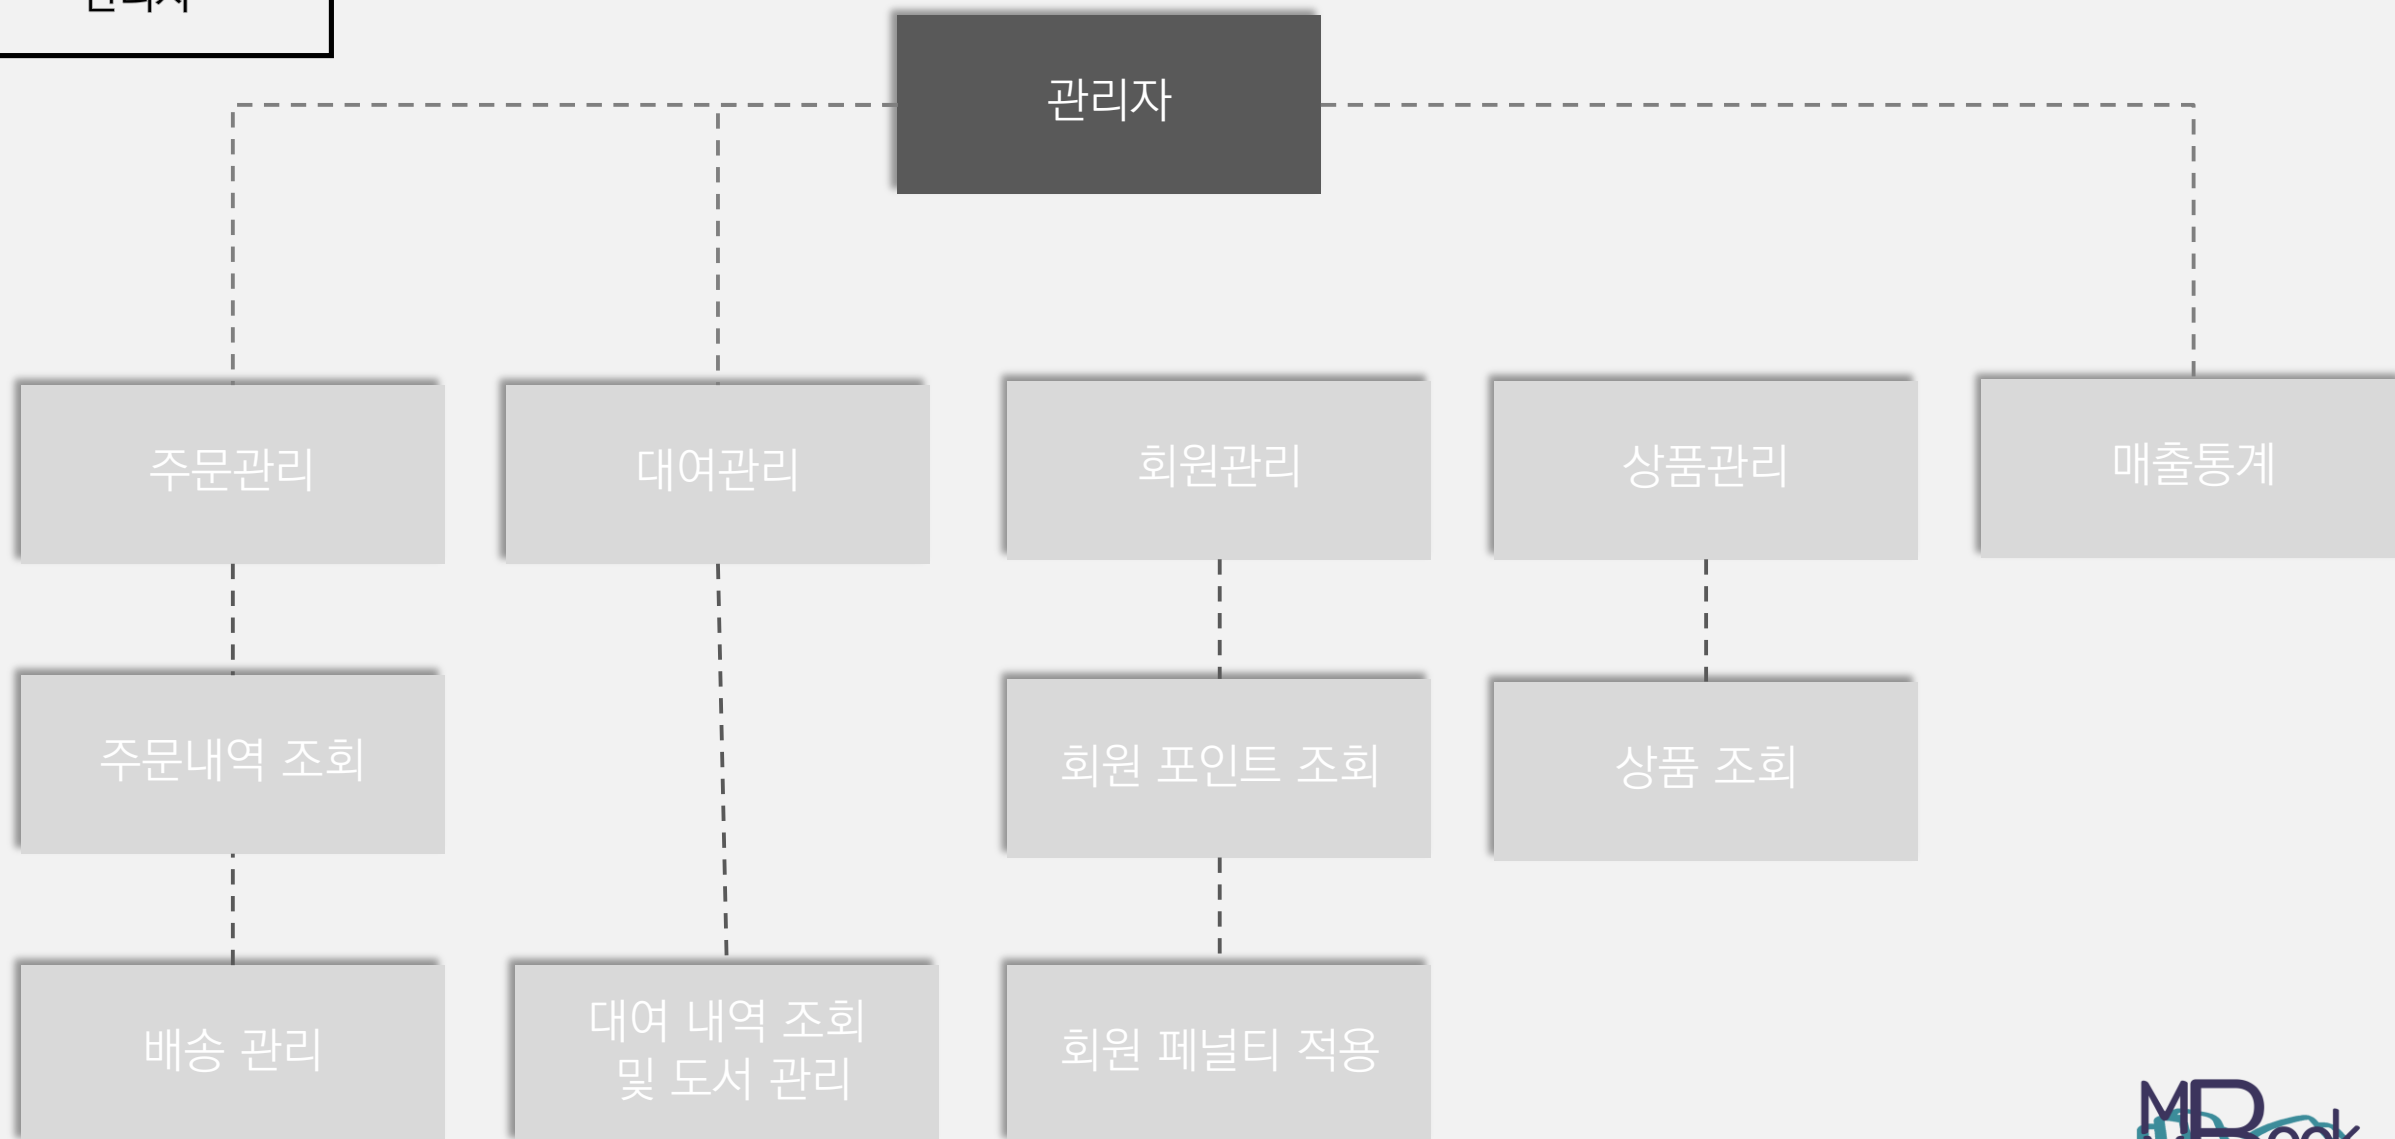 관리자
관리자
주문관리
대여관리
회원관리
상품관리
매출통계
주문내역 조회
회원 포인트 조회
상품 조회
배송 관리
대여 내역 조회
및 도서 관리
회원 페널티 적용